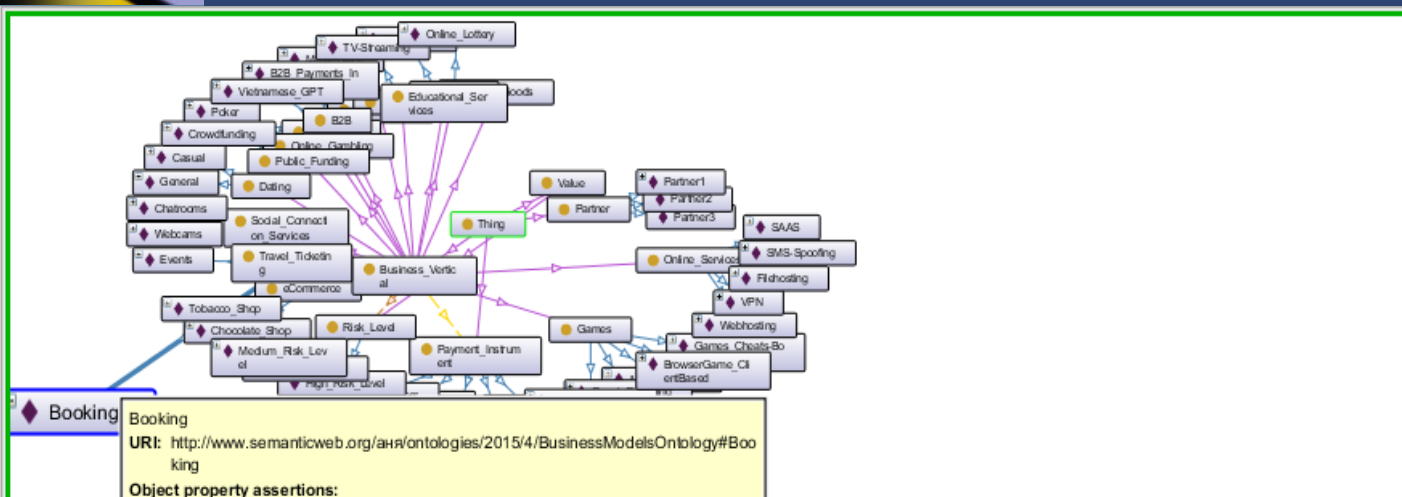 Online_Lottery
TV-Streaming
B2B_Payments_In
Vietnamese_GPT
Educational_Ser
vices
oods
Poker
B2B
Crowdfunding
Online_Gambling
Casual
Public_Funding
General
Dating
Value
Partner1
Partner2
Partner
Partner3
Chatrooms
Social_Connecti
on_Services
Thing
SAAS
Webcams
SMS-Spoofing
Events
Travel_Ticketin
g
Business_Vertic
al
Online_Services
Filehosting
eCommerce
VPN
Tobacco_Shop
Chocolate_Shop
Risk_Level
Games
Webhosting
Games_Cheats-Bo
Medium_Risk_Lev
el
Payment_Instrum
ent
BrowserGame_Cli
entBased
High_Risk_Level
Booking
Booking
URI: http://www.semanticweb.org/аня/ontologies/2015/4/BusinessModelsOntology#Boo
king
Object property assertions: